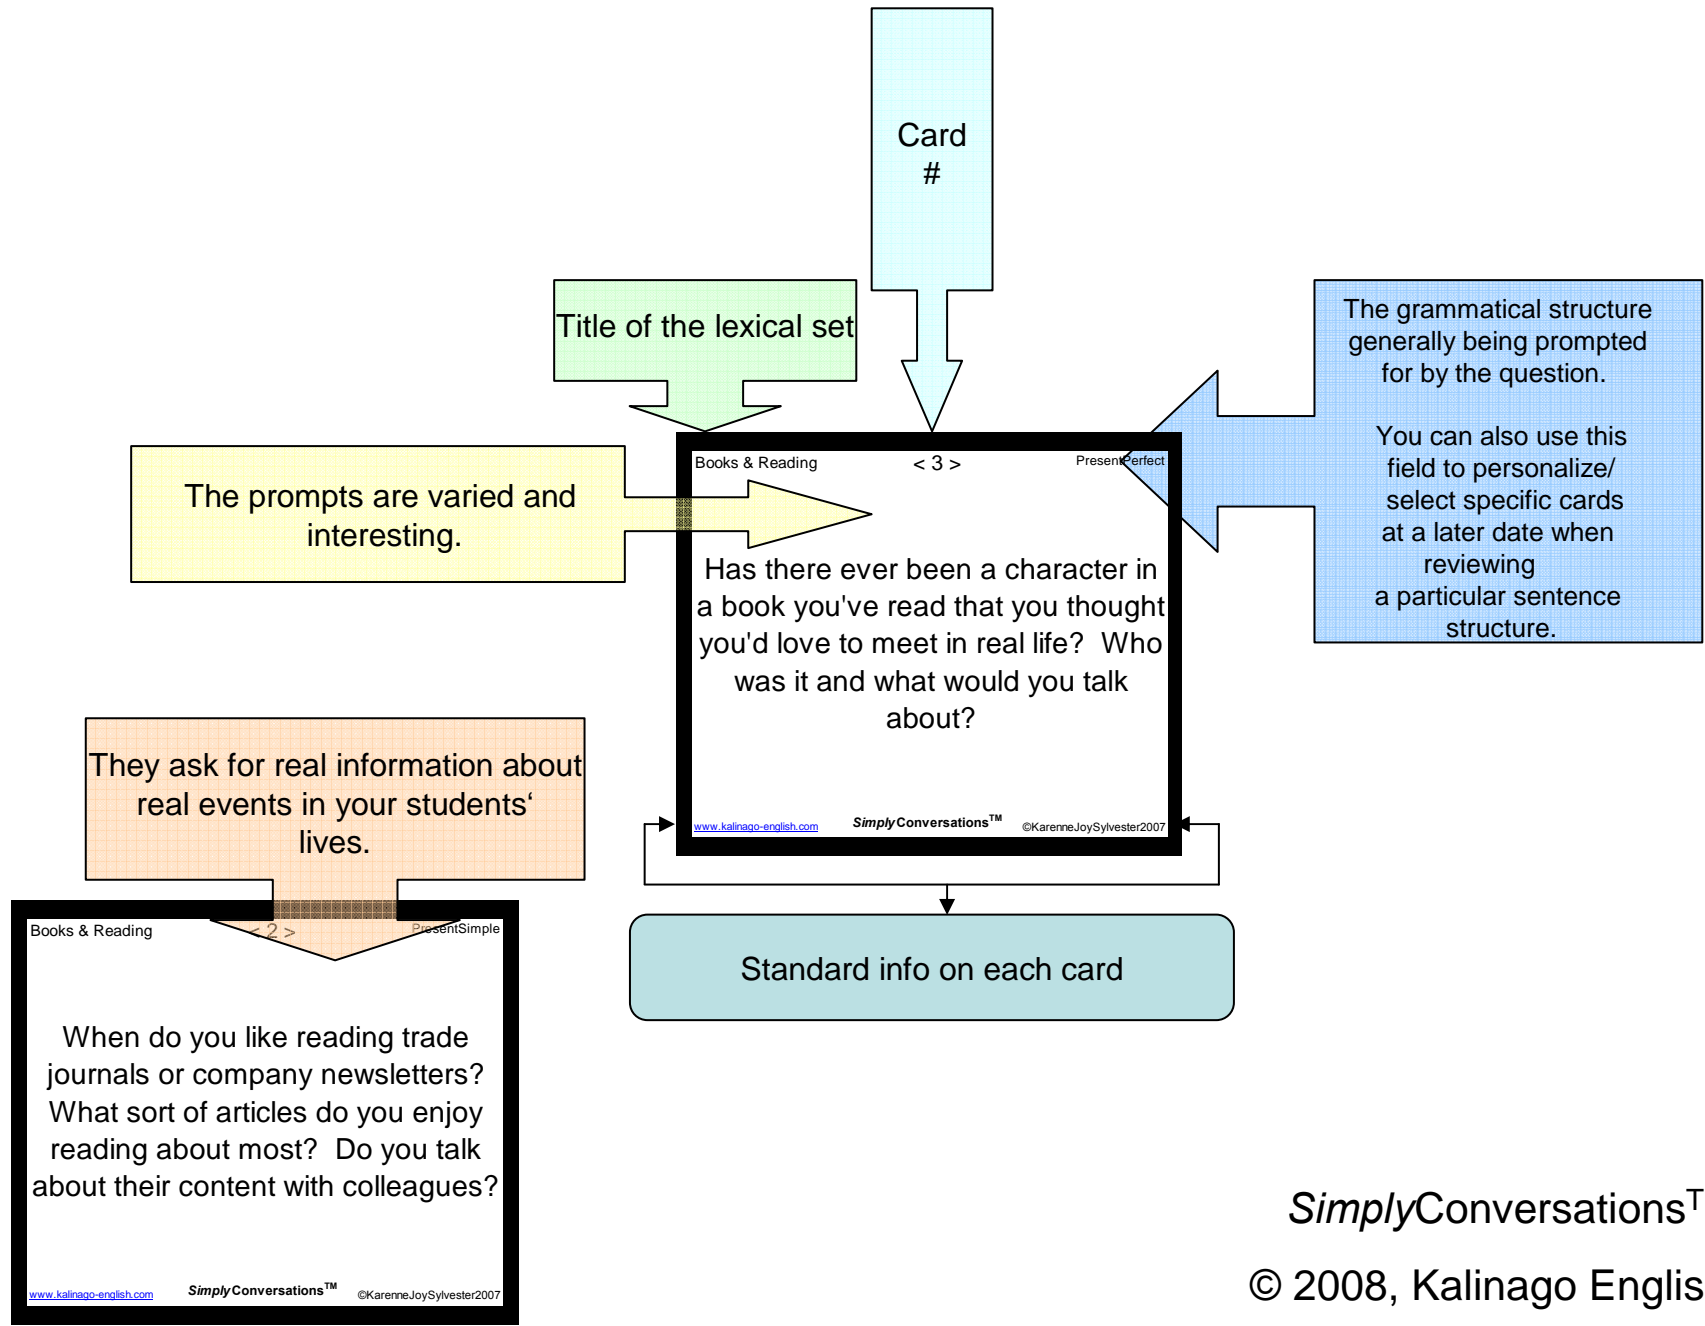 Card
#
Title of the lexical set
The grammatical structure
generally being prompted
for by the question.
You can also use this
field to personalize/
select specific cards
at a later date when
reviewing
a particular sentence
structure.
The prompts are varied and
interesting.
Books & Reading < 3 > PresentPerfect
Has there ever been a character in
a book you've read that you thought
you'd love to meet in real life?  Who
was it and what would you talk
about?
www.kalinago-english.com SimplyConversations™ ©KarenneJoySylvester2007
They ask for real information about
real events in your students‘
lives.
Standard info on each card
Books & Reading < 2 > PresentSimple
When do you like reading trade
journals or company newsletters?
What sort of articles do you enjoy
reading about most?  Do you talk
about their content with colleagues?
www.kalinago-english.com SimplyConversations™ ©KarenneJoySylvester2007
SimplyConversationsT
© 2008, Kalinago Englis